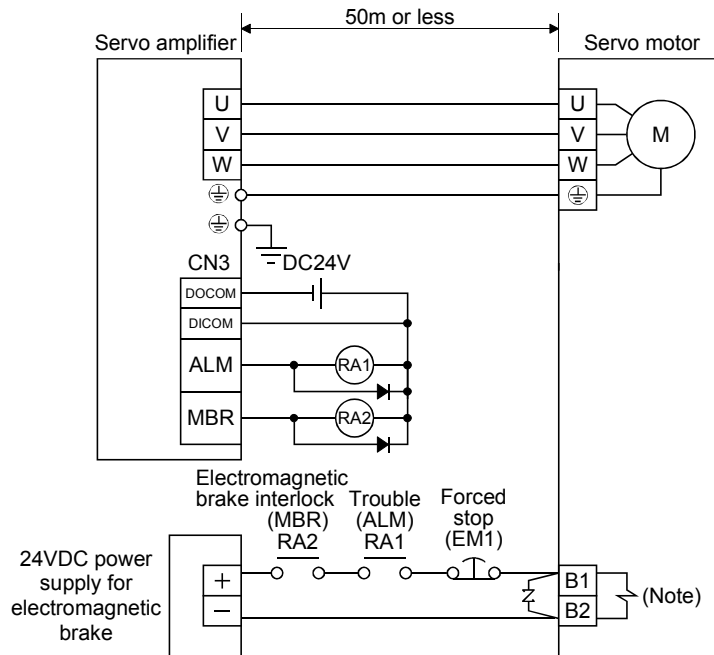 50m or less
Servo amplifier
Servo motor
U
U
V
V
M
W
W
CN3
DC24V
DOCOM
DICOM
ALM
RA1
MBR
RA2
Electromagnetic
brake interlock
(MBR)
RA2
Trouble
(ALM)
RA1
Forced
stop
(EM1)
24VDC power
supply for
electromagnetic
brake
+
−
B1
B2
(Note)